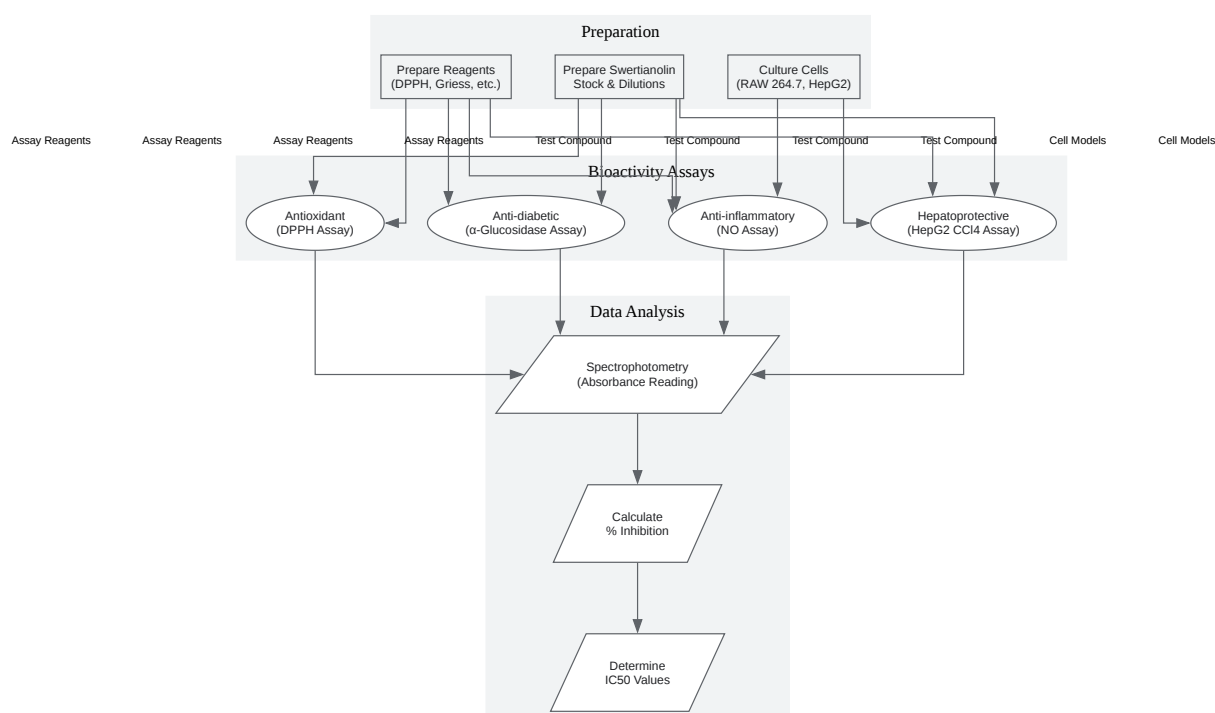 Preparation
Prepare Reagents
(DPPH, Griess, etc.)
Prepare Swertianolin
Stock & Dilutions
Culture Cells
(RAW 264.7, HepG2)
Assay Reagents
Assay Reagents
Assay Reagents
Assay Reagents
Test Compound
Test Compound
Test Compound
Test Compound
Cell Models
Cell Models
Bioactivity Assays
Antioxidant
(DPPH Assay)
Anti-diabetic
(α-Glucosidase Assay)
Anti-inflammatory
(NO Assay)
Hepatoprotective
(HepG2 CCl4 Assay)
Data Analysis
Spectrophotometry
(Absorbance Reading)
Calculate
% Inhibition
Determine
IC50 Values